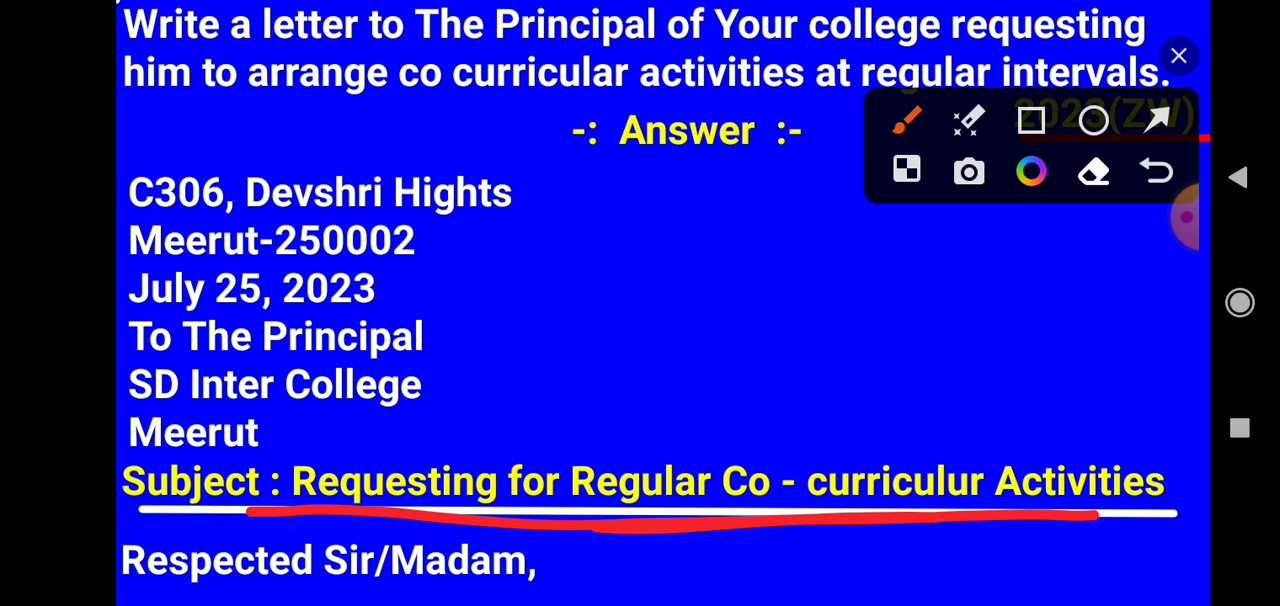 Write a letter to The Principal of Your college requesting
him to arrange co curricular activities at regular intervals.
2023(ZW)
-: Answer :-
C306, Devshri Hights
Meerut-250002
July 25, 2023
To The Principal
SD Inter College
Meerut
Subject : Requesting for Regular Co - curriculur Activities
Respected Sir/Madam,